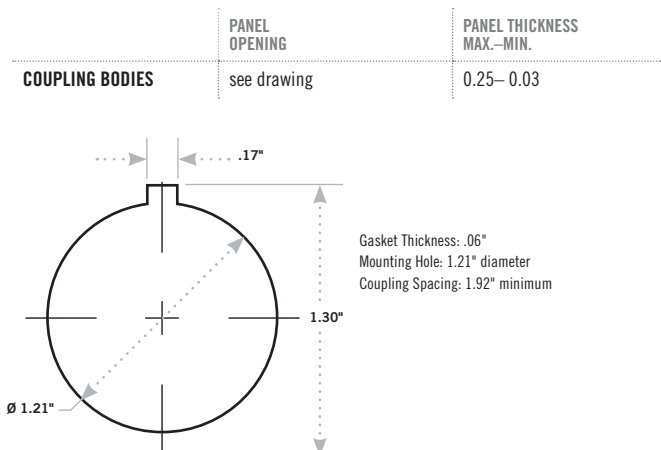 PANEL
OPENING
PANEL THICKNESS
MAX.–MIN.
COUPLING BODIES
see drawing
0.25– 0.03
.17"
Gasket Thickness: .06"
Mounting Hole: 1.21" diameter
Coupling Spacing: 1.92" minimum
1.30"
Ø 1.21"